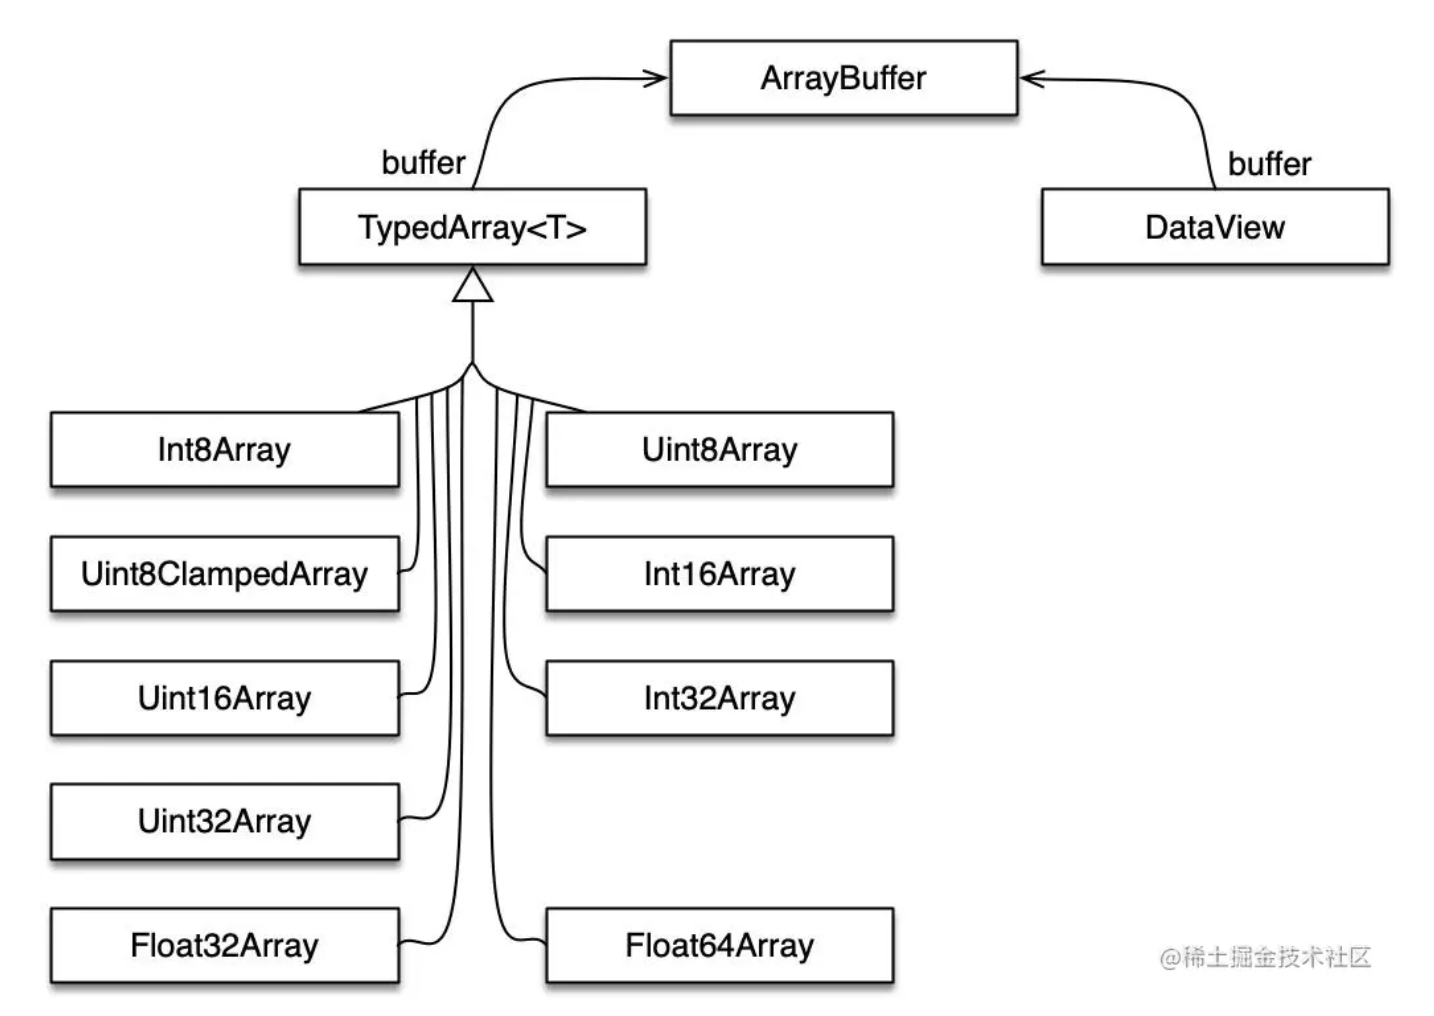 ArrayBuffer
buffer
buffer
TypedArray<T>
DataView
Int8Array
Uint8Array
Uint8ClampedArray
Int16Array
Uint16Array
Int32Array
Uint32Array
Float32Array
Float64Array
@稀土掘金技术社区